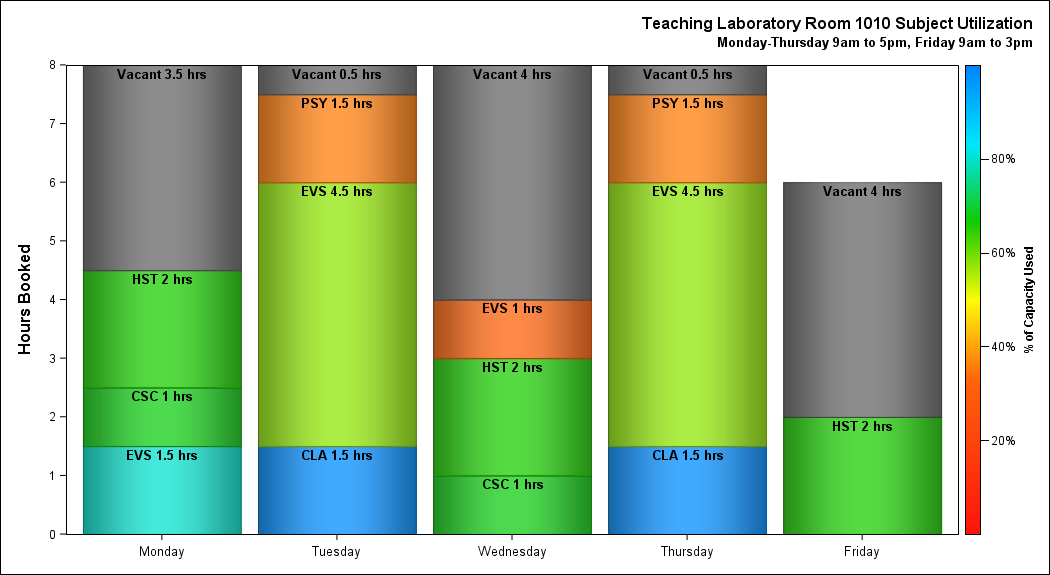 Teaching Laboratory Room 1010 Subject Utilization
Monday-Thursday 9am to 5pm, Friday 9am to 3pm
Hours Booked
8
7
6
5
4
3
2
1
0
Vacant 3.5 hrs
HST 2 hrs
CSC 1 hrs
EVS 1.5 hrs
Vacant 0.5 hrs
PSY 1.5 hrs
EVS 4.5 hrs
CLA 1.5 hrs
Vacant 4 hrs
EVS 1 hrs
HST 2 hrs
CSC 1 hrs
Vacant 0.5 hrs
PSY 1.5 hrs
EVS 4.5 hrs
CLA 1.5 hrs
Vacant 4 hrs
HST 2 hrs
Monday
Tuesday
Wednesday
Thursday
Friday
80%
60%
40%
20%
% of Capacity Used